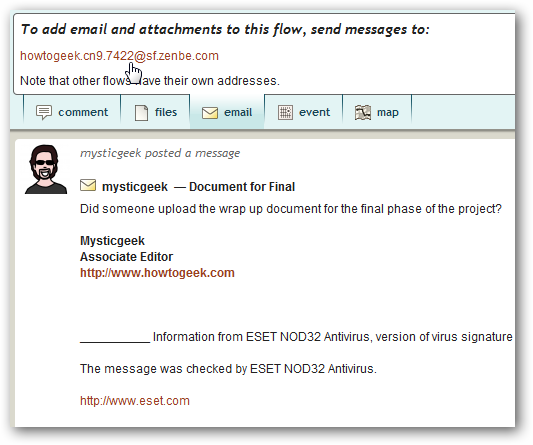 To add email and attachments to this flow, send messages to:
howtogeek.cn9.7422@sf.zenbe.com
Note that other flows have their own addresses.
comment files email event map
mysticgeek posted a message
mysticgeek — Document for Final
Did someone upload the wrap up document for the final phase of the project?
Mysticgeek
Associate Editor
http://www.howtogeek.com
__________ Information from ESET NOD32 Antivirus, version of virus signature
The message was checked by ESET NOD32 Antivirus.
http://www.eset.com